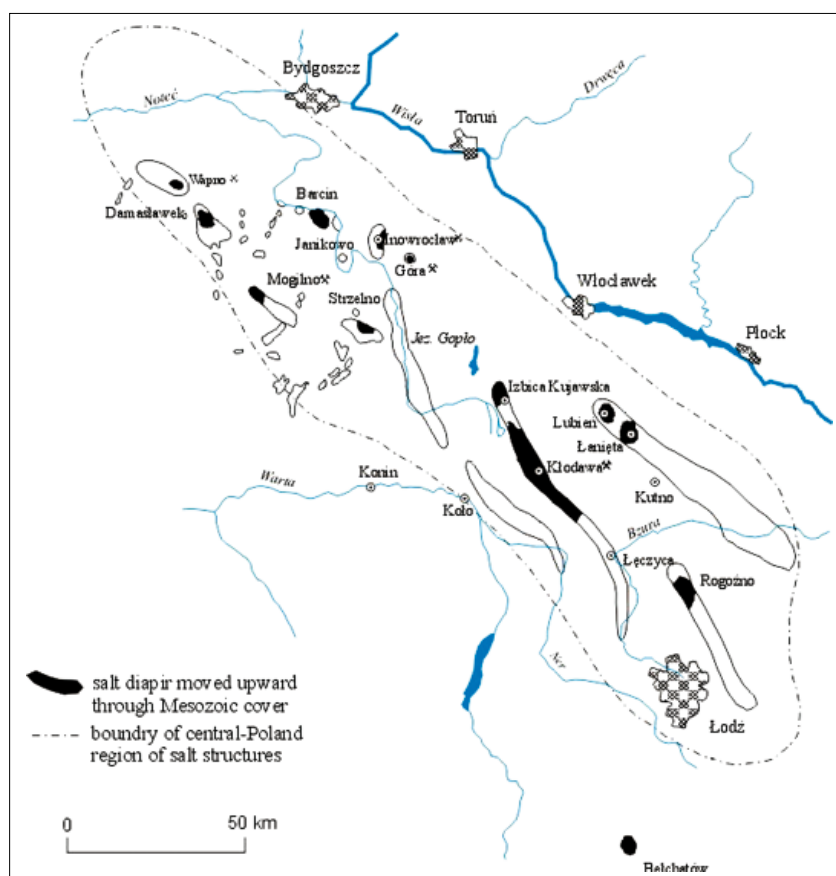 Bydgoszcz
Noteć
Wisła
Toruń
Drwęca
Wapno
Damasławek
Barcin
Janikowo
Inowrocław
Góra
Mogilno
Strzelno
Jez. Gopło
Włocławek
Płock
Izbica Kujawska
Lubień
Łanięta
Kłodawa
Kutno
Konin
Warta
Koło
Bzura
Łęczyca
Rogoźno
Ner
Łodź
salt diapir moved upward
through Mesozoic cover
boundry of central-Poland
region of salt structures
0
50 km
Bełchatów